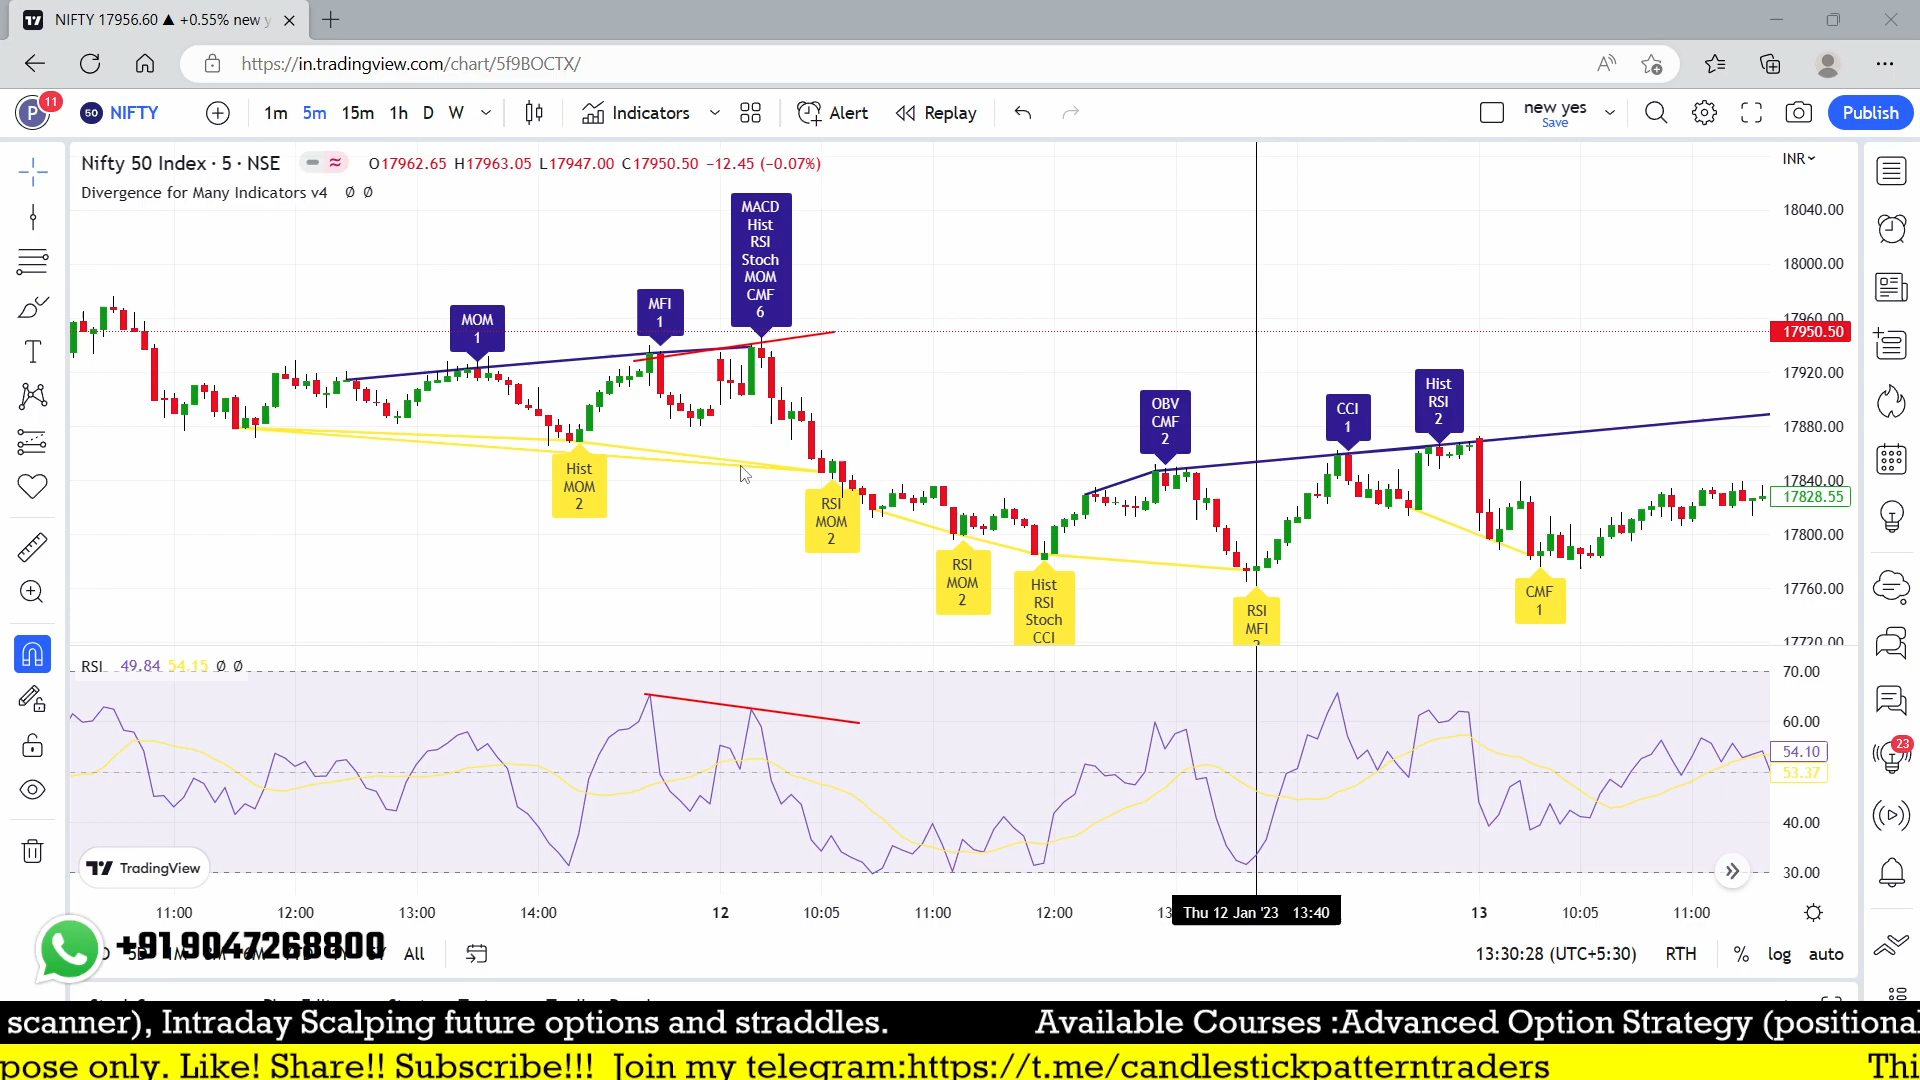 NIFTY 17956.60 ▲ +0.55% new y
https://in.tradingview.com/chart/5f9BOCTX/
P 11 50 NIFTY 1m 5m 15m 1h D W Indicators Alert Replay new yes Save Publish
Nifty 50 Index · 5 · NSE O17962.65 H17963.05 L17947.00 C17950.50 −12.45 (−0.07%)
INR
Divergence for Many Indicators v4 Ø Ø
MACD
Hist
RSI
Stoch
MOM
CMF
6
MFI
1
MOM
1
OBV
CMF
2
CCI
1
Hist
RSI
2
Hist
MOM
2
RSI
MOM
2
RSI
MOM
2
Hist
RSI
Stoch
CCI
RSI
MFI
CMF
1
18040.00
18000.00
17960.00
17950.50
17920.00
17880.00
17840.00
17828.55
17800.00
17760.00
17720.00
RSI 49.84 54.15 Ø Ø
70.00
60.00
54.10
53.37
40.00
30.00
23
TradingView
11:00 12:00 13:00 14:00 12 10:05 11:00 12:00 13 Thu 12 Jan '23 13:40 13 10:05 11:00
+91 9047268800
All
13:30:28 (UTC+5:30) RTH % log auto
scanner), Intraday Scalping future options and straddles. Available Courses :Advanced Option Strategy (positional
pose only. Like! Share!! Subscribe!!! Join my telegram:https://t.me/candlestickpatterntraders Thi